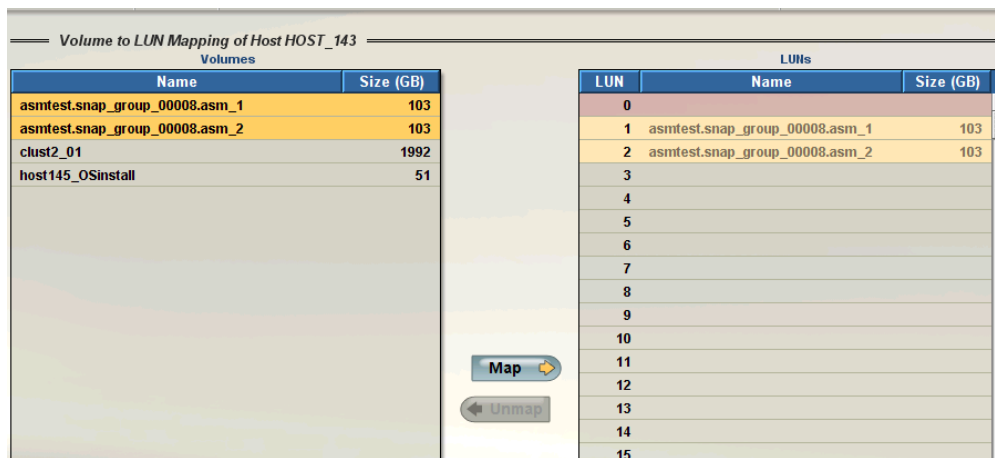 Volume to LUN Mapping of Host HOST_143
Volumes
Name Size (GB)
asmtest.snap_group_00008.asm_1 103
asmtest.snap_group_00008.asm_2 103
clust2_01 1992
host145_OSinstall 51
Map
Unmap
LUNs
LUN Name Size (GB)
0
1 asmtest.snap_group_00008.asm_1 103
2 asmtest.snap_group_00008.asm_2 103
3
4
5
6
7
8
9
10
11
12
13
14
15